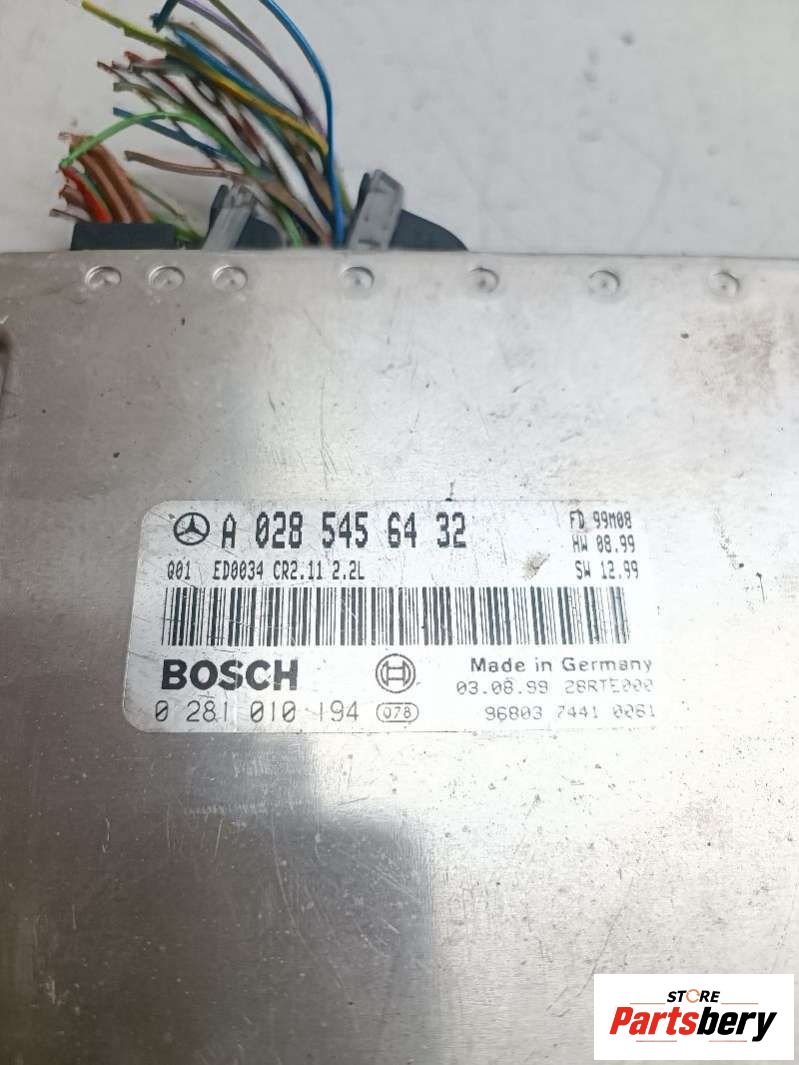 A 028 545 64 32
FD 99M08
HW 08.99
Q01 ED0034 CR2.11 2.2L
SW 12.99
BOSCH
Made in Germany
03.08.99 28RTE000
0 281 010 194 078
96803 7441 0061
STORE
Partsbery